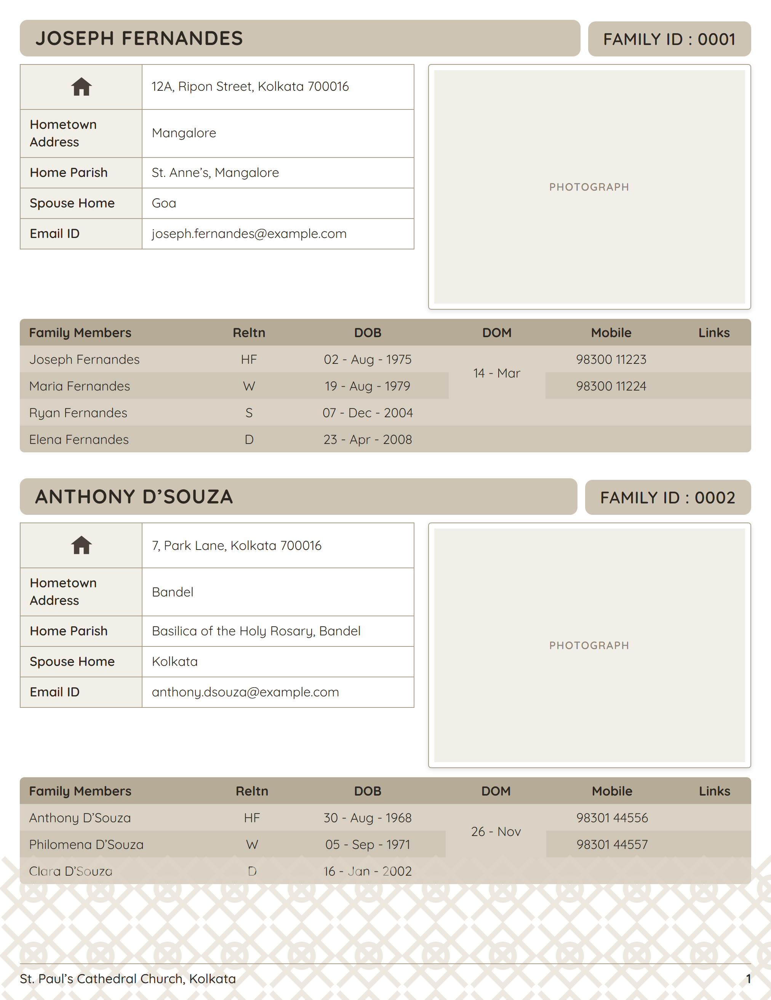 JOSEPH FERNANDES
FAMILY ID : 0001
12A, Ripon Street, Kolkata 700016
Hometown
Address
Mangalore
Home Parish
St. Anne’s, Mangalore
Spouse Home
Goa
Email ID
joseph.fernandes@example.com
PHOTOGRAPH
Family Members Reltn DOB DOM Mobile Links
Joseph Fernandes HF 02 - Aug - 1975 14 - Mar 98300 11223
Maria Fernandes W 19 - Aug - 1979 98300 11224
Ryan Fernandes S 07 - Dec - 2004
Elena Fernandes D 23 - Apr - 2008
ANTHONY D’SOUZA
FAMILY ID : 0002
7, Park Lane, Kolkata 700016
Hometown
Address
Bandel
Home Parish
Basilica of the Holy Rosary, Bandel
Spouse Home
Kolkata
Email ID
anthony.dsouza@example.com
PHOTOGRAPH
Family Members Reltn DOB DOM Mobile Links
Anthony D’Souza HF 30 - Aug - 1968 26 - Nov 98301 44556
Philomena D’Souza W 05 - Sep - 1971 98301 44557
Clara D’Souza D 16 - Jan - 2002
St. Paul’s Cathedral Church, Kolkata
1